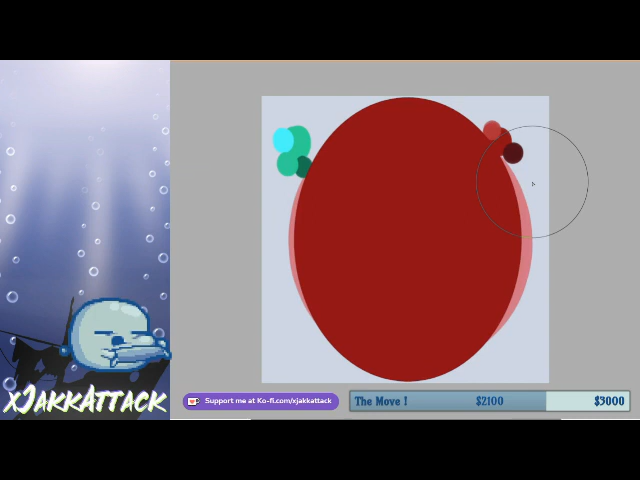 xJakkAttack
Support me at Ko-fi.com/xjakkattack
The Move ! $2100 $3000